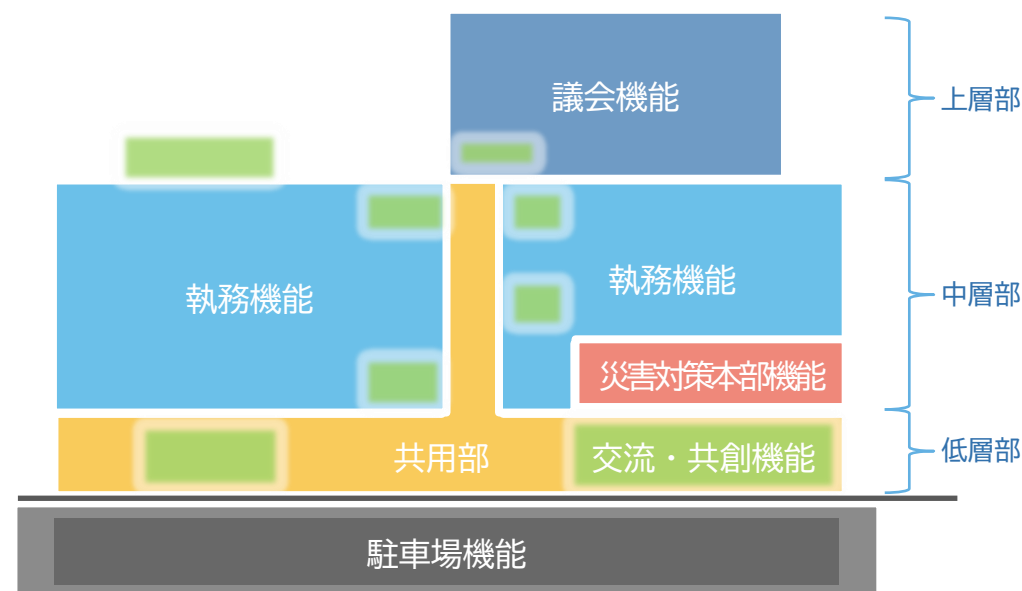 議会機能
上層部
執務機能
執務機能
中層部
災害対策本部機能
共用部
交流・共創機能
低層部
駐車場機能